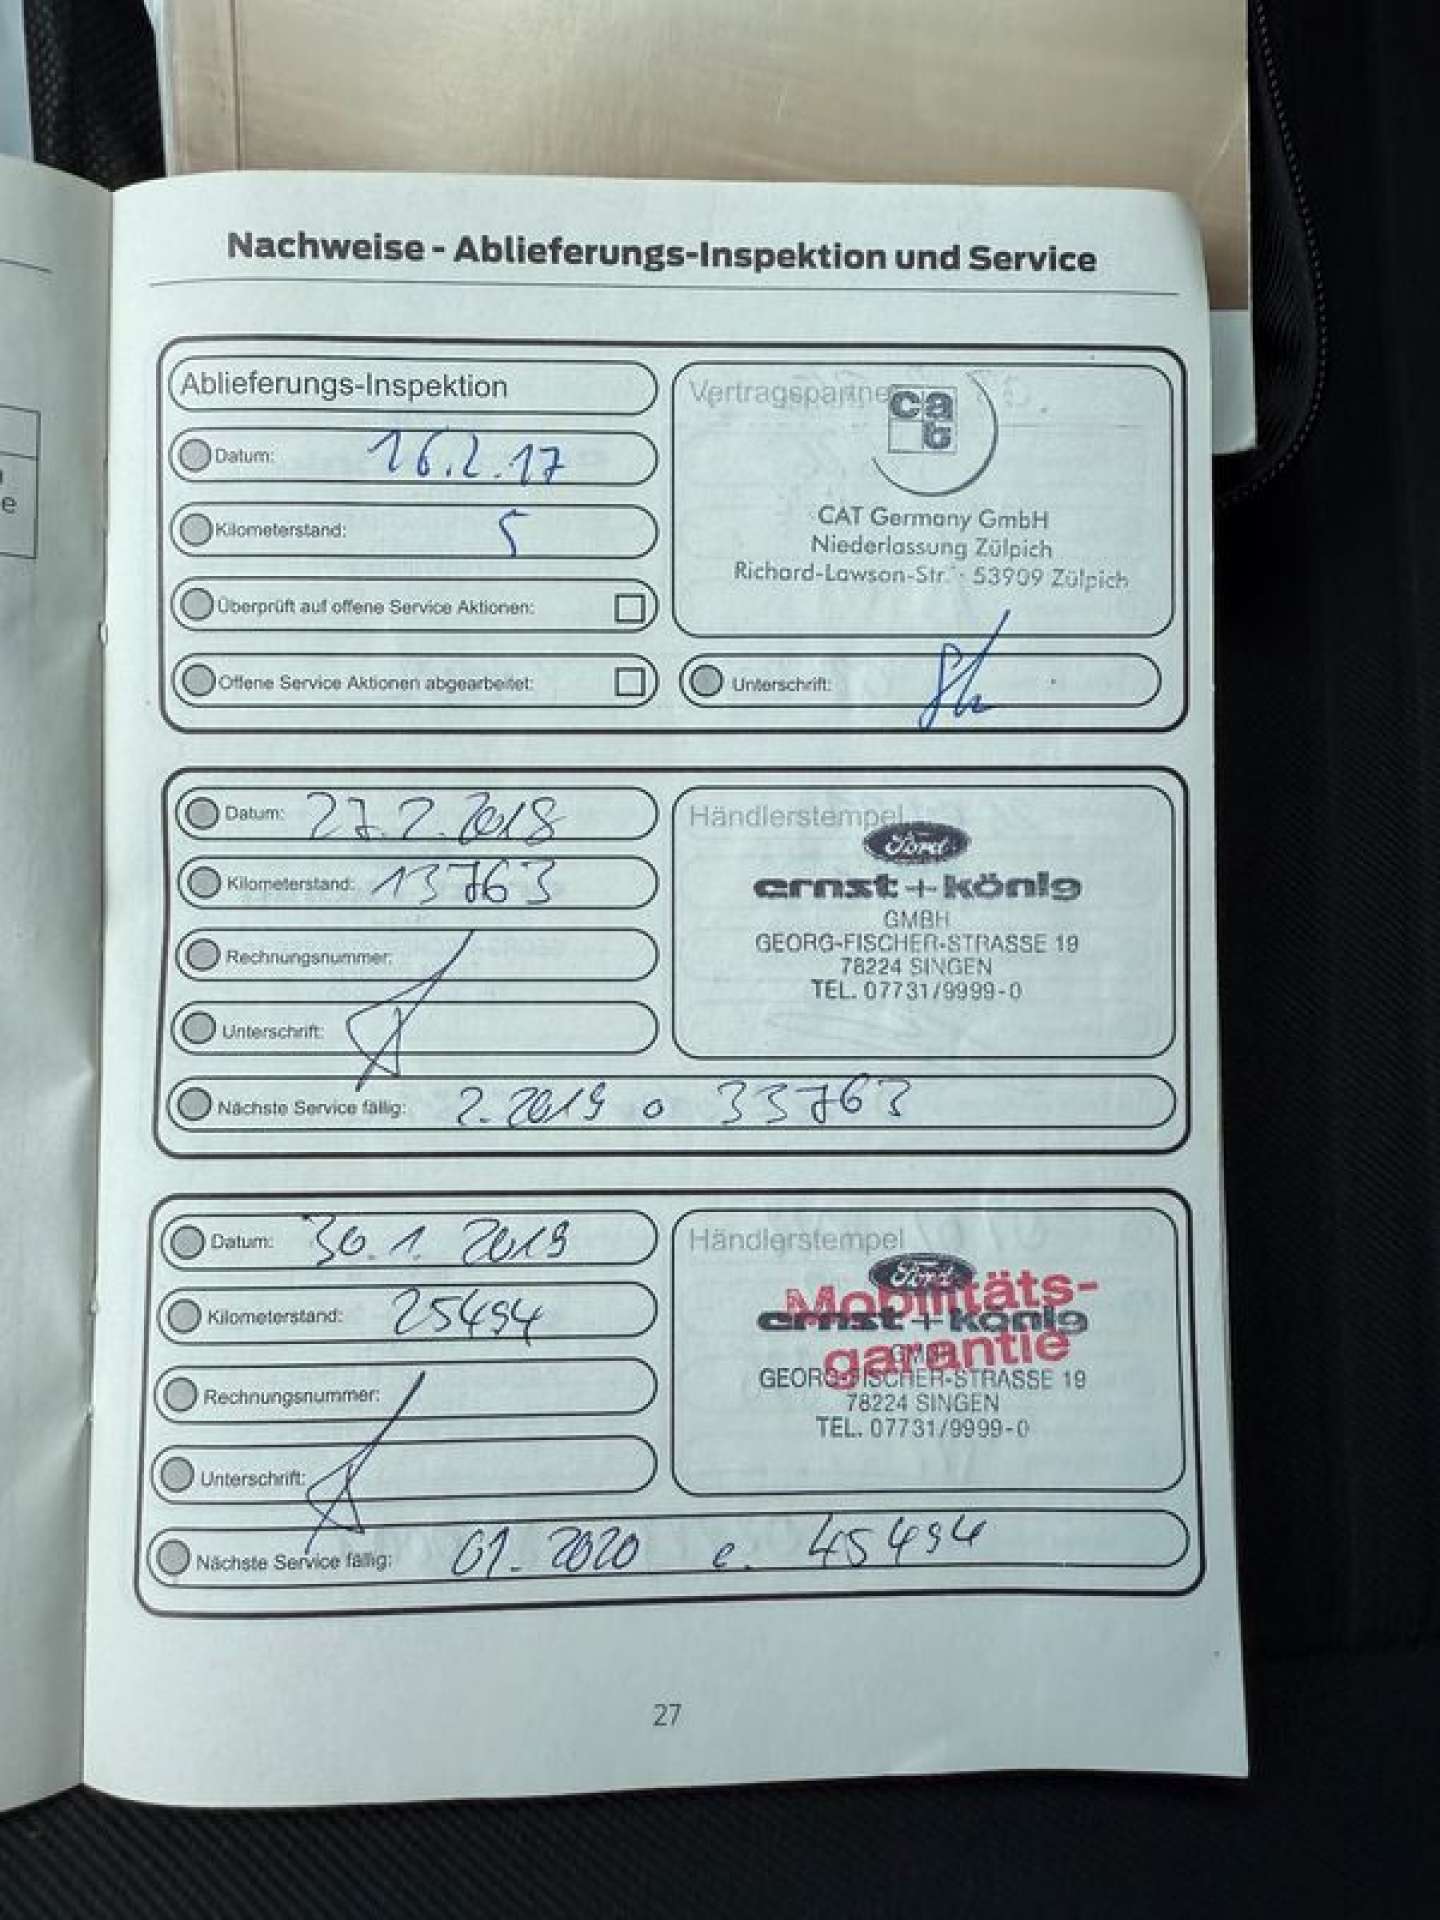 Nachweise - Ablieferungs-Inspektion und Service
Ablieferungs-Inspektion
Vertragspartne
cat
Datum: 16.2.17
Kilometerstand: 5
CAT Germany GmbH
Niederlassung Zülpich
Richard-Lawson-Str. · 53909 Zülpich
Überprüft auf offene Service Aktionen:
Offene Service Aktionen abgearbeitet:
Unterschrift:
Datum: 27.2.2018
Kilometerstand: 13763
Rechnungsnummer:
Unterschrift:
Händlerstempel
Ford
ernst + könig
GMBH
GEORG-FISCHER-STRASSE 19
78224 SINGEN
TEL. 07731/9999-0
Nächste Service fällig: 2.2019 o 33763
Datum: 30.1.2019
Kilometerstand: 25494
Rechnungsnummer:
Unterschrift:
Händlerstempel
Ford
Mobilitäts-
ernst + könig
garantie
GMBH
GEORG-FISCHER-STRASSE 19
78224 SINGEN
TEL. 07731/9999-0
Nächste Service fällig: 01.2020 o. 45494
27
e